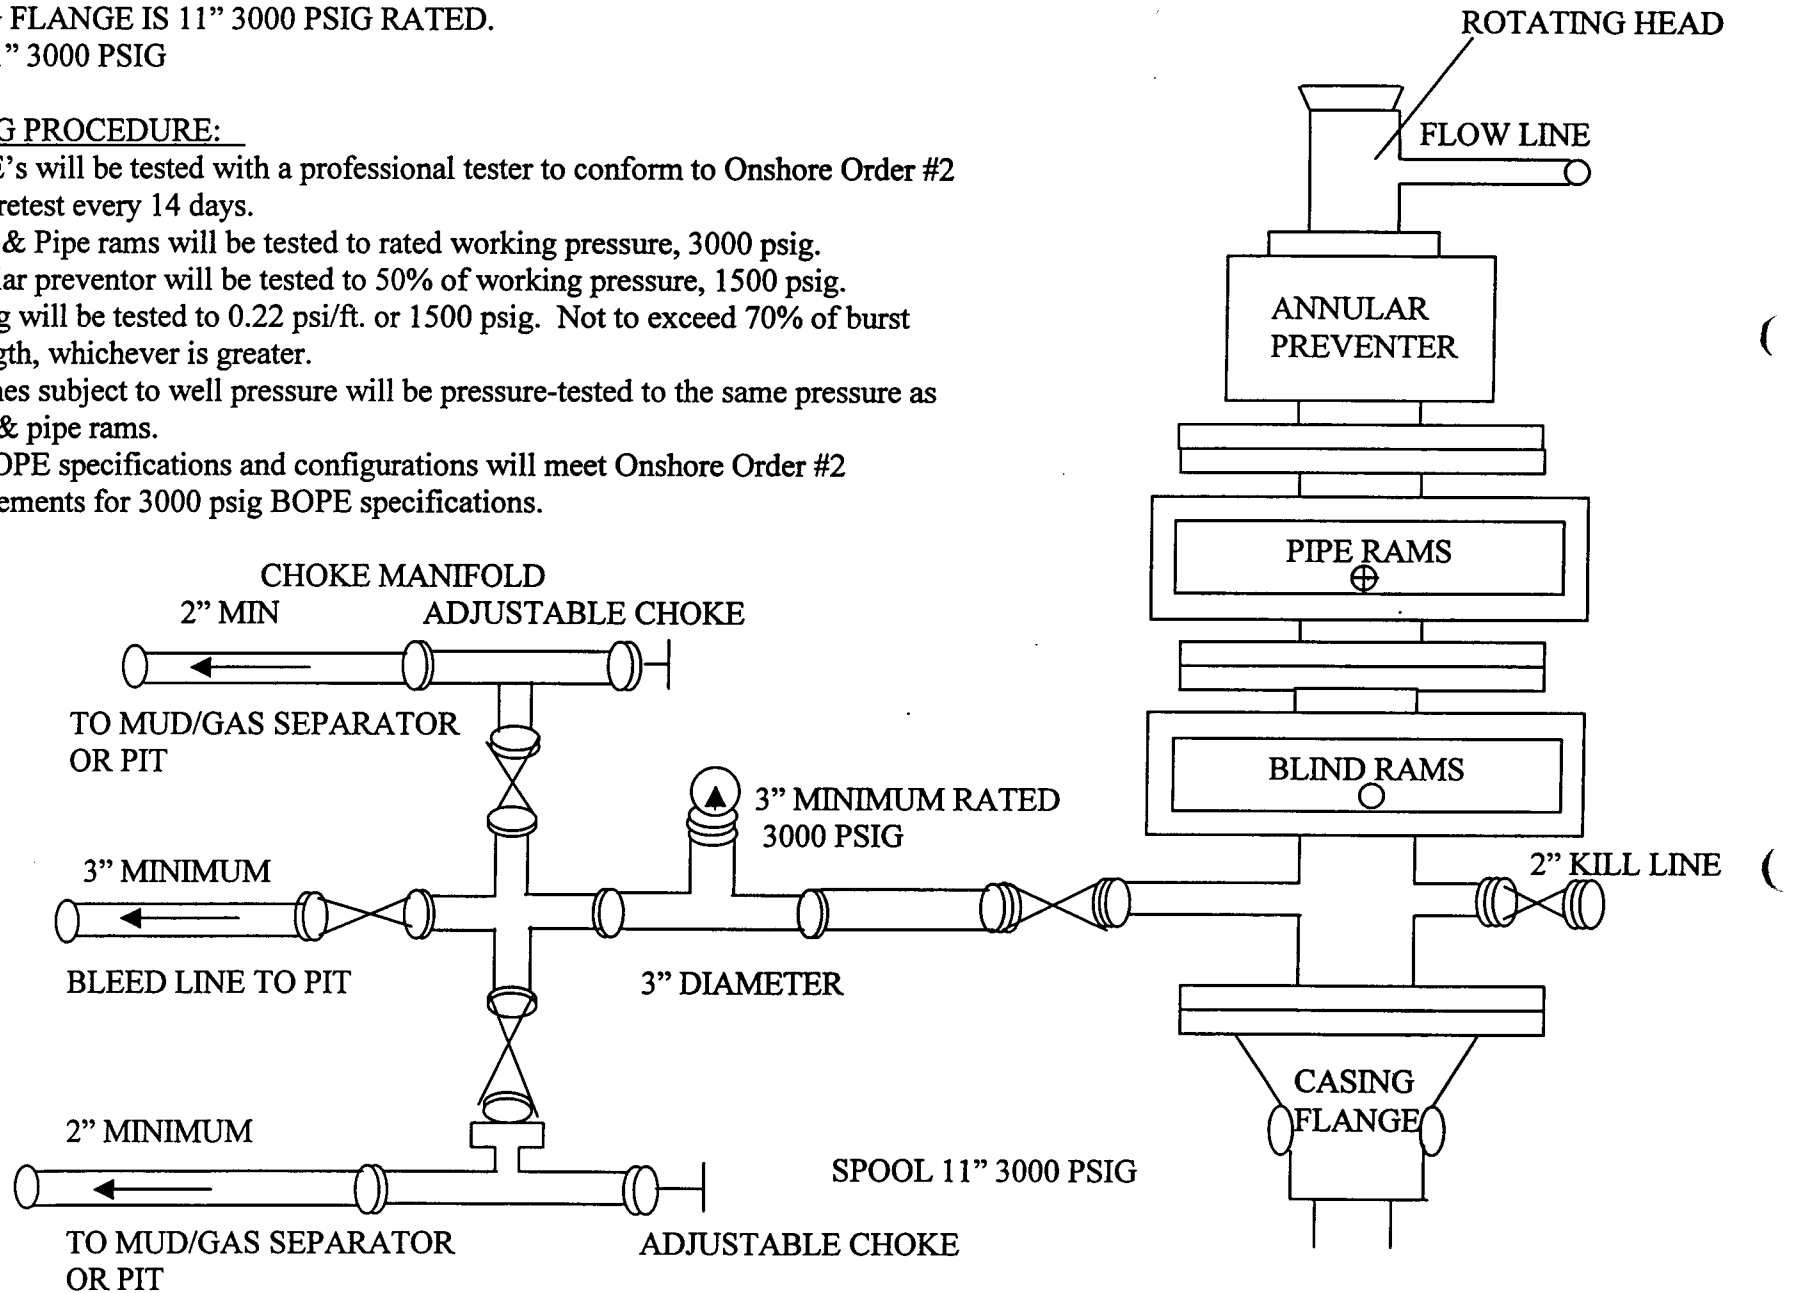 FLANGE IS 11” 3000 PSIG RATED.
” 3000 PSIG
G PROCEDURE:
E’s will be tested with a professional tester to conform to Onshore Order #2
retest every 14 days.
& Pipe rams will be tested to rated working pressure, 3000 psig.
lar preventor will be tested to 50% of working pressure, 1500 psig.
g will be tested to 0.22 psi/ft. or 1500 psig. Not to exceed 70% of burst
gth, whichever is greater.
nes subject to well pressure will be pressure-tested to the same pressure as
& pipe rams.
OPE specifications and configurations will meet Onshore Order #2
ements for 3000 psig BOPE specifications.
ROTATING HEAD
FLOW LINE
ANNULAR
PREVENTER
PIPE RAMS
BLIND RAMS
2” KILL LINE
CASING
FLANGE
CHOKE MANIFOLD
2” MIN
ADJUSTABLE CHOKE
TO MUD/GAS SEPARATOR
OR PIT
3” MINIMUM RATED
3000 PSIG
3” MINIMUM
BLEED LINE TO PIT
3” DIAMETER
2” MINIMUM
SPOOL 11” 3000 PSIG
TO MUD/GAS SEPARATOR
OR PIT
ADJUSTABLE CHOKE